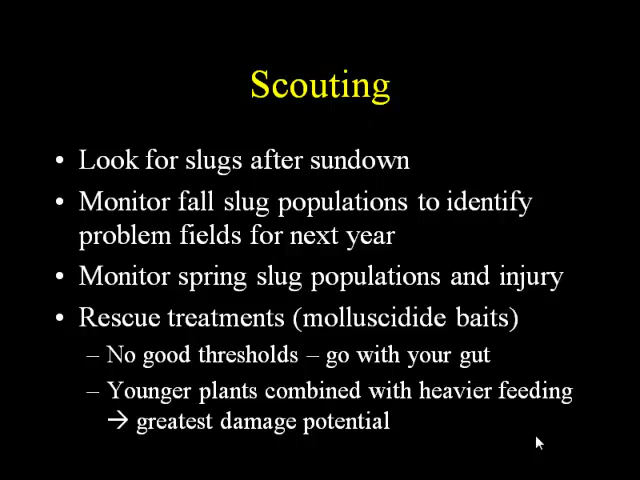 Scouting
• Look for slugs after sundown
• Monitor fall slug populations to identify
problem fields for next year
• Monitor spring slug populations and injury
• Rescue treatments (molluscidide baits)
– No good thresholds – go with your gut
– Younger plants combined with heavier feeding
→ greatest damage potential